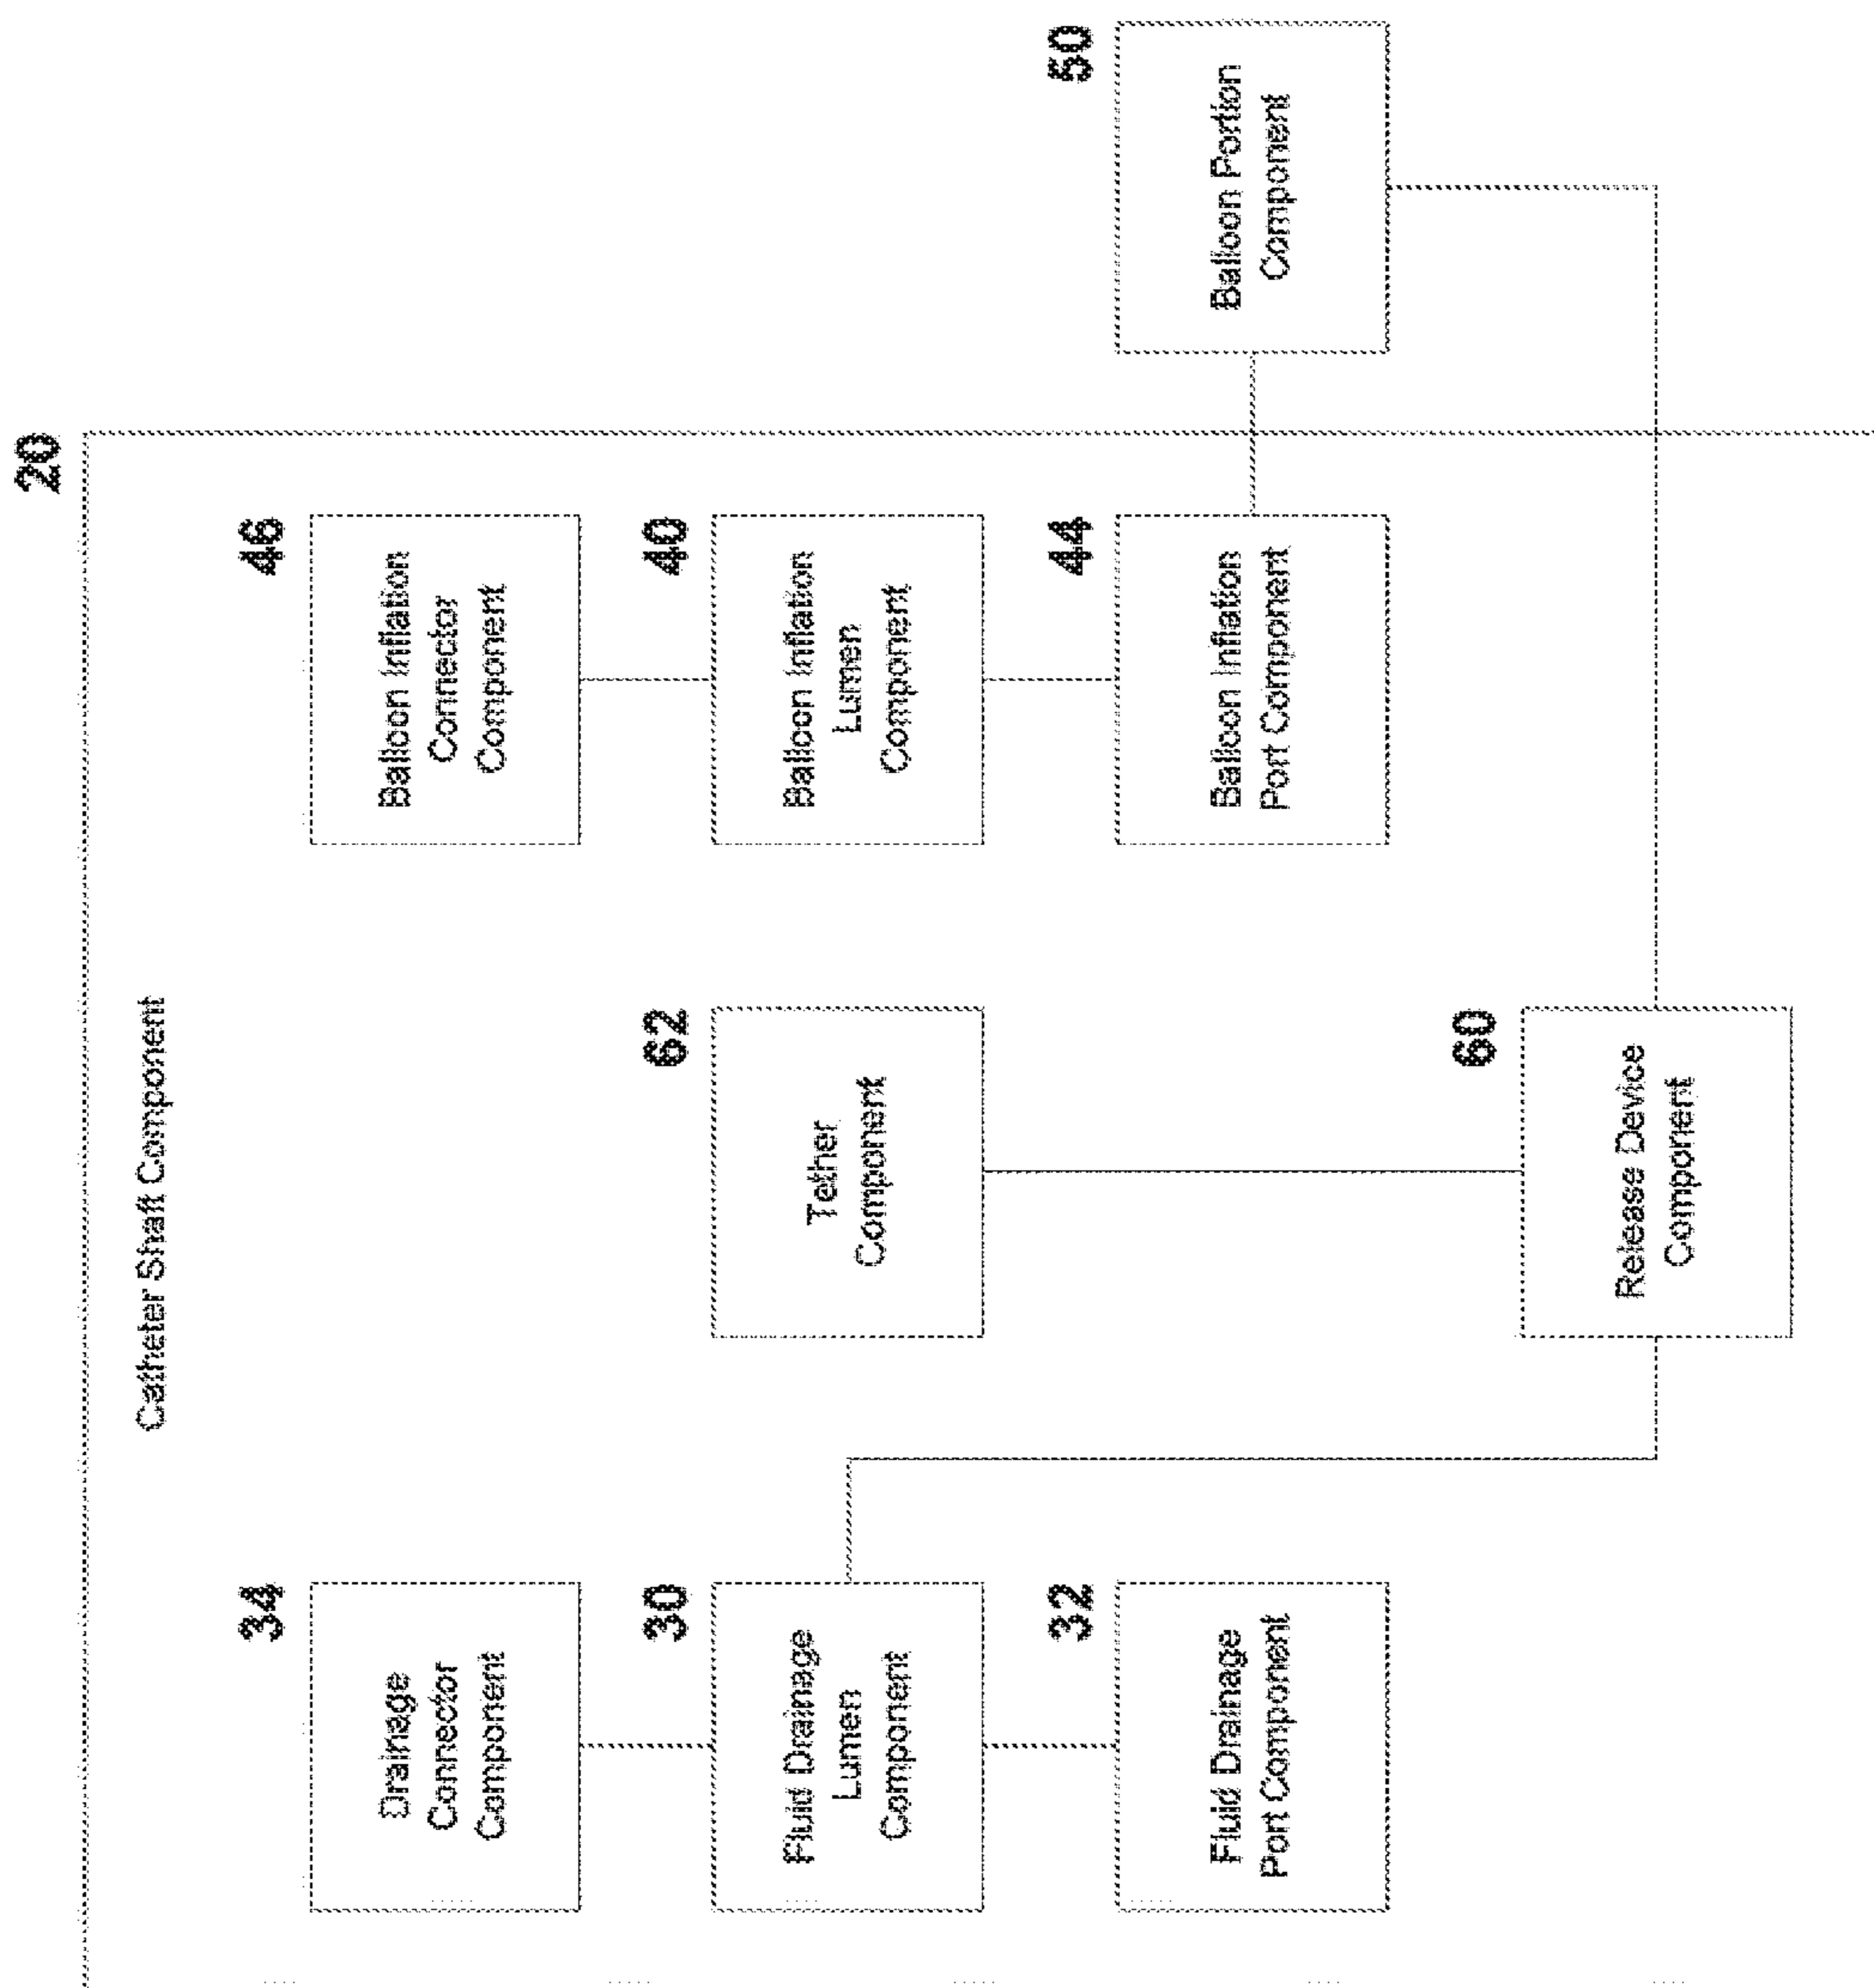 20
Catheter Shaft Component
34
Drainage
Connector
Component
46
Balloon Inflation
Connector
Component
30
Fluid Drainage
Lumen
Component
62
Tether
Component
40
Balloon Inflation
Lumen
Component
32
Fluid Drainage
Port Component
44
Balloon Inflation
Port Component
50
Balloon Portion
Component
60
Release Device
Component